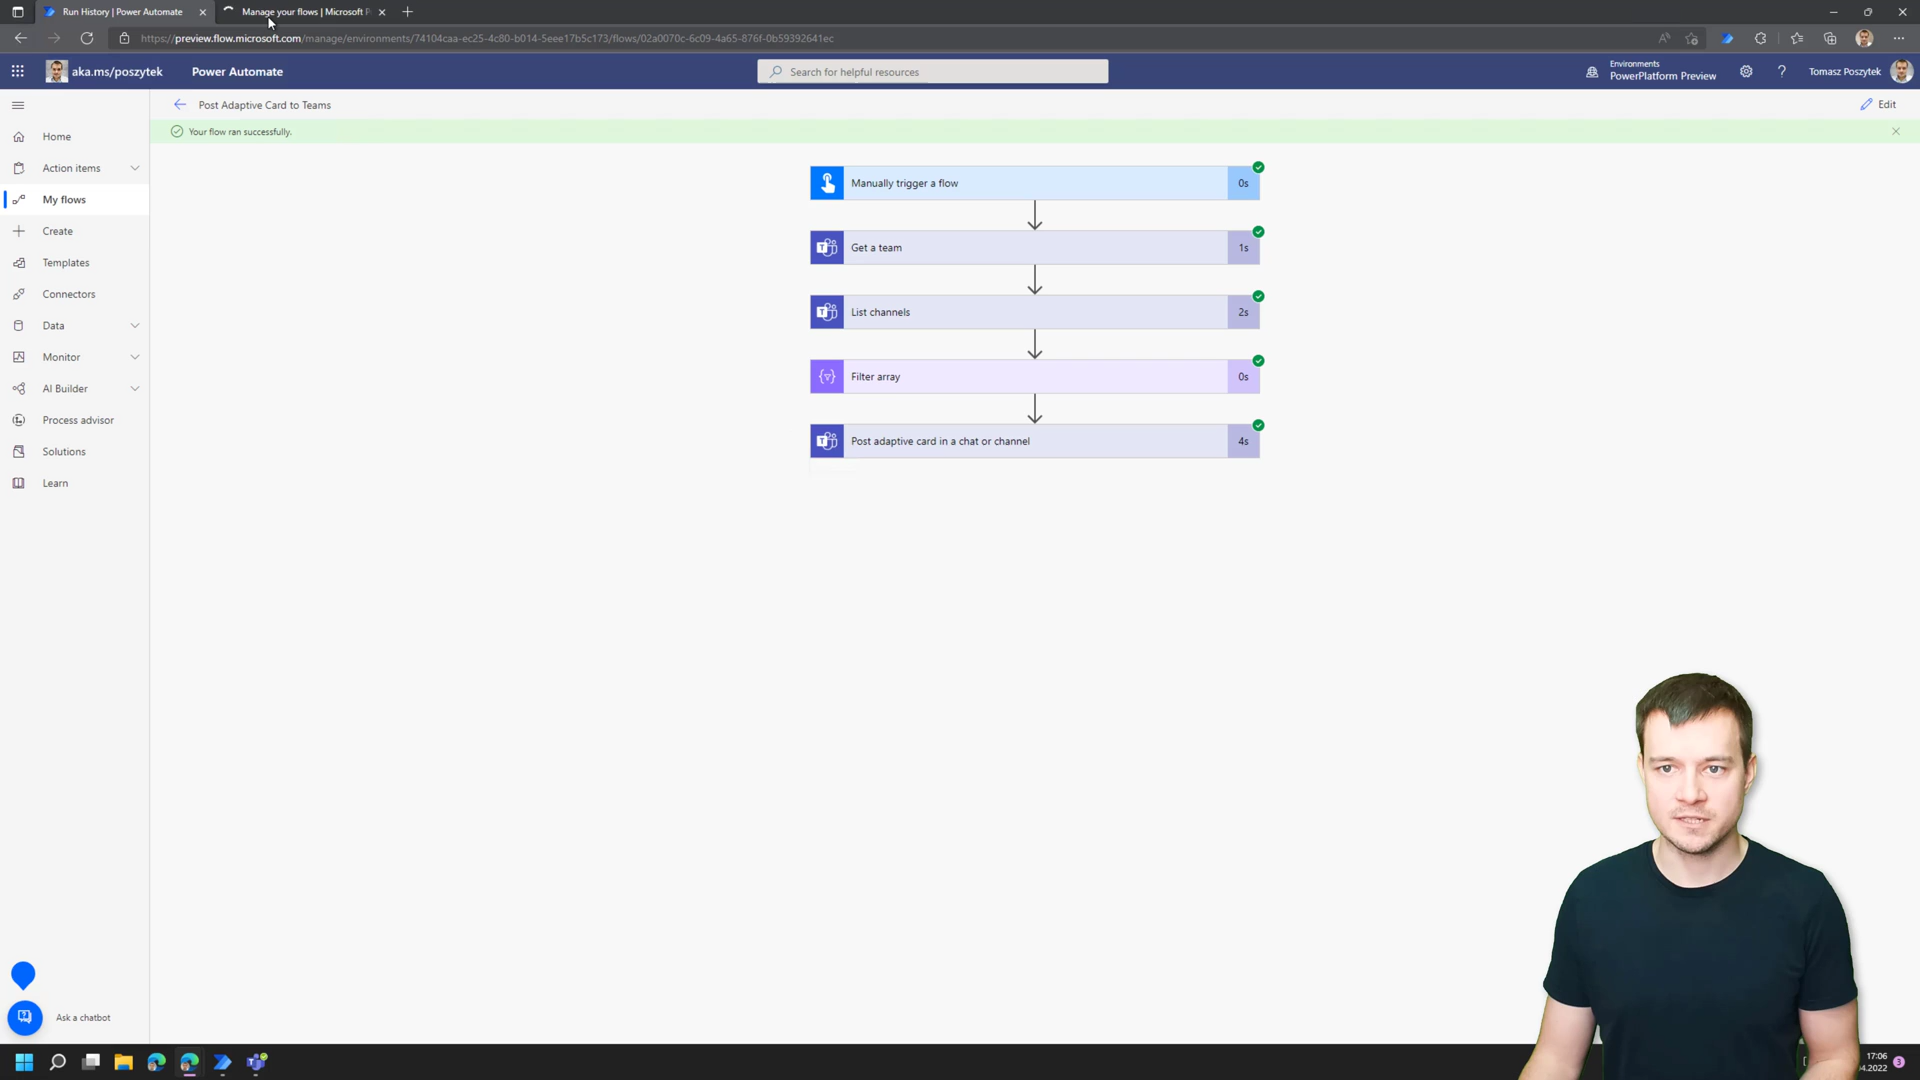 Run History | Power Automate
Manage your flows | Microsoft P
https://preview.flow.microsoft.com/manage/environments/74104caa-ec25-4c80-b014-5eee17b5c173/flows/02a0070c-6c09-4a65-876f-0b59392641ec
aka.ms/poszytek
Power Automate
Search for helpful resources
Environments
PowerPlatform Preview
?
Tomasz Poszytek
Post Adaptive Card to Teams
Edit
Your flow ran successfully.
Home
Action items
My flows
Create
Templates
Connectors
Data
Monitor
AI Builder
Process advisor
Solutions
Learn
Manually trigger a flow
0s
Get a team
1s
List channels
2s
Filter array
0s
Post adaptive card in a chat or channel
4s
Ask a chatbot
17:06
04.2022
3